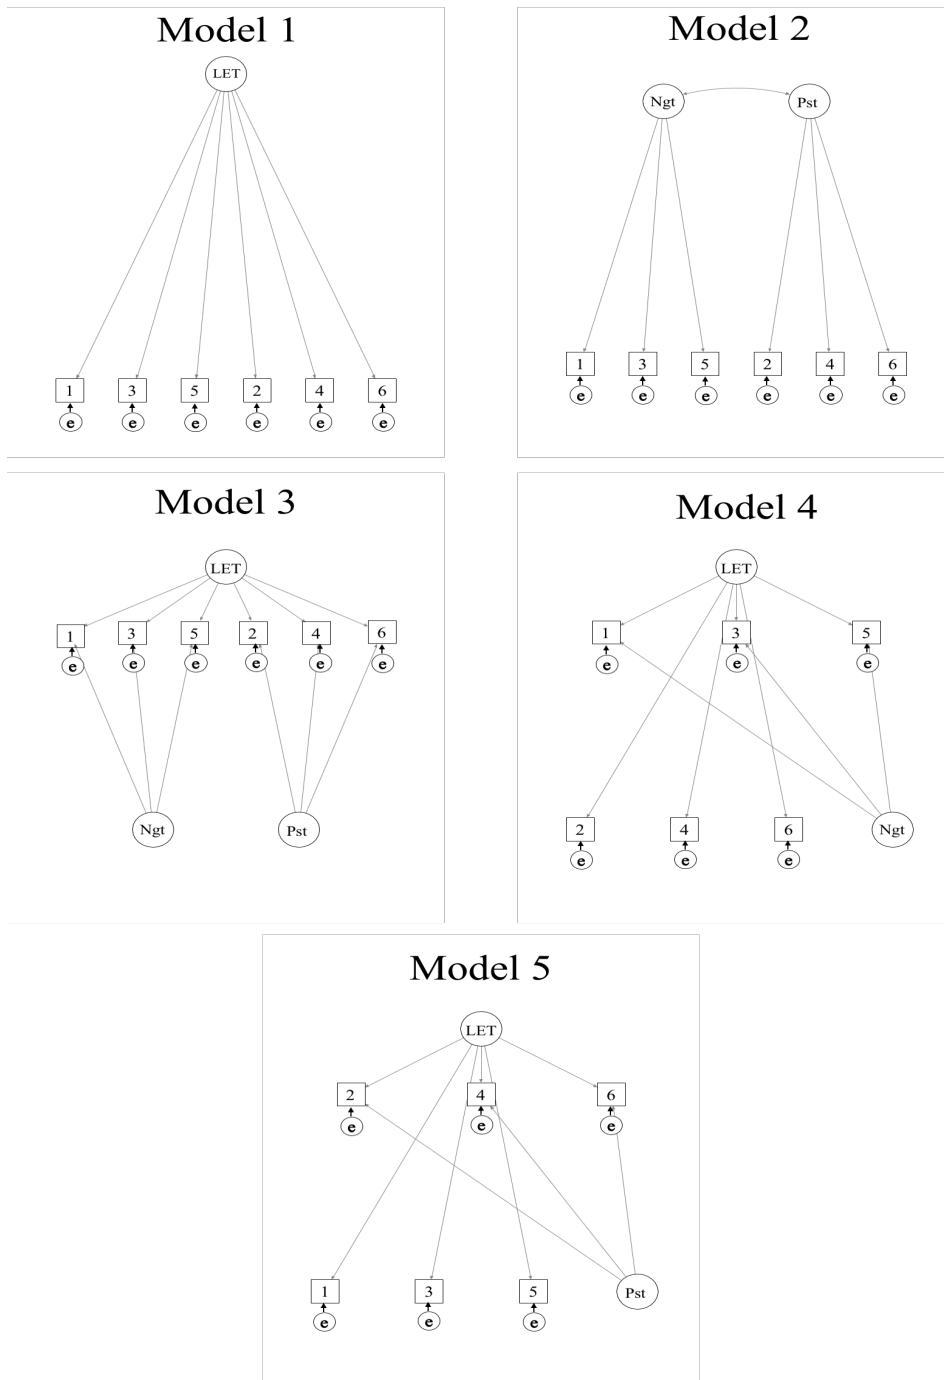 Model 1
LET
1 3 5 2 4 6
e e e e e e
Model 2
Ngt Pst
1 3 5 2 4 6
e e e e e e
Model 3
LET
1 3 5 2 4 6
e e e e e e
Ngt Pst
Model 4
LET
1 3 5
e e e
2 4 6 Ngt
e e e
Model 5
LET
2 4 6
e e e
1 3 5 Pst
e e e